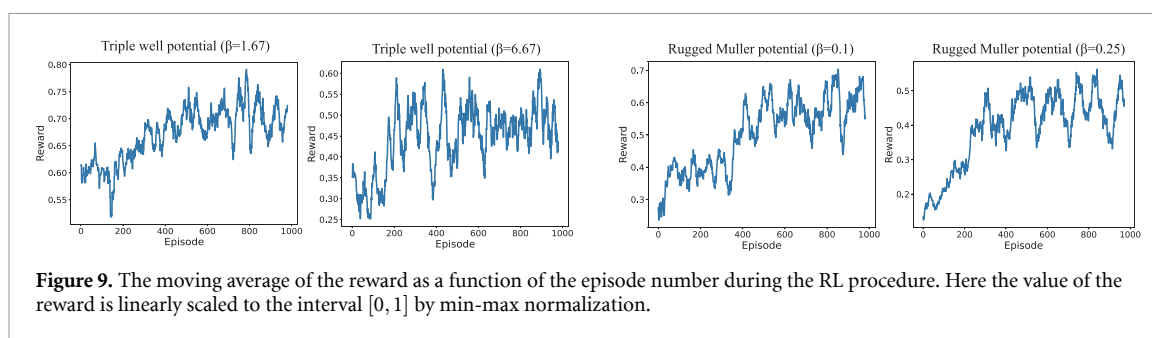 Triple well potential (β=1.67)
Triple well potential (β=6.67)
Rugged Muller potential (β=0.1)
Rugged Muller potential (β=0.25)
0.80
0.75
0.70
0.65
0.60
0.55
Reward
0 200 400 600 800 1000
Episode
0.60
0.55
0.50
0.45
0.40
0.35
0.30
0.25
Reward
0 200 400 600 800 1000
Episode
0.7
0.6
0.5
0.4
0.3
Reward
0 200 400 600 800 1000
Episode
0.5
0.4
0.3
0.2
Reward
0 200 400 600 800 1000
Episode
Figure 9. The moving average of the reward as a function of the episode number during the RL procedure. Here the value of the
reward is linearly scaled to the interval [0, 1] by min-max normalization.